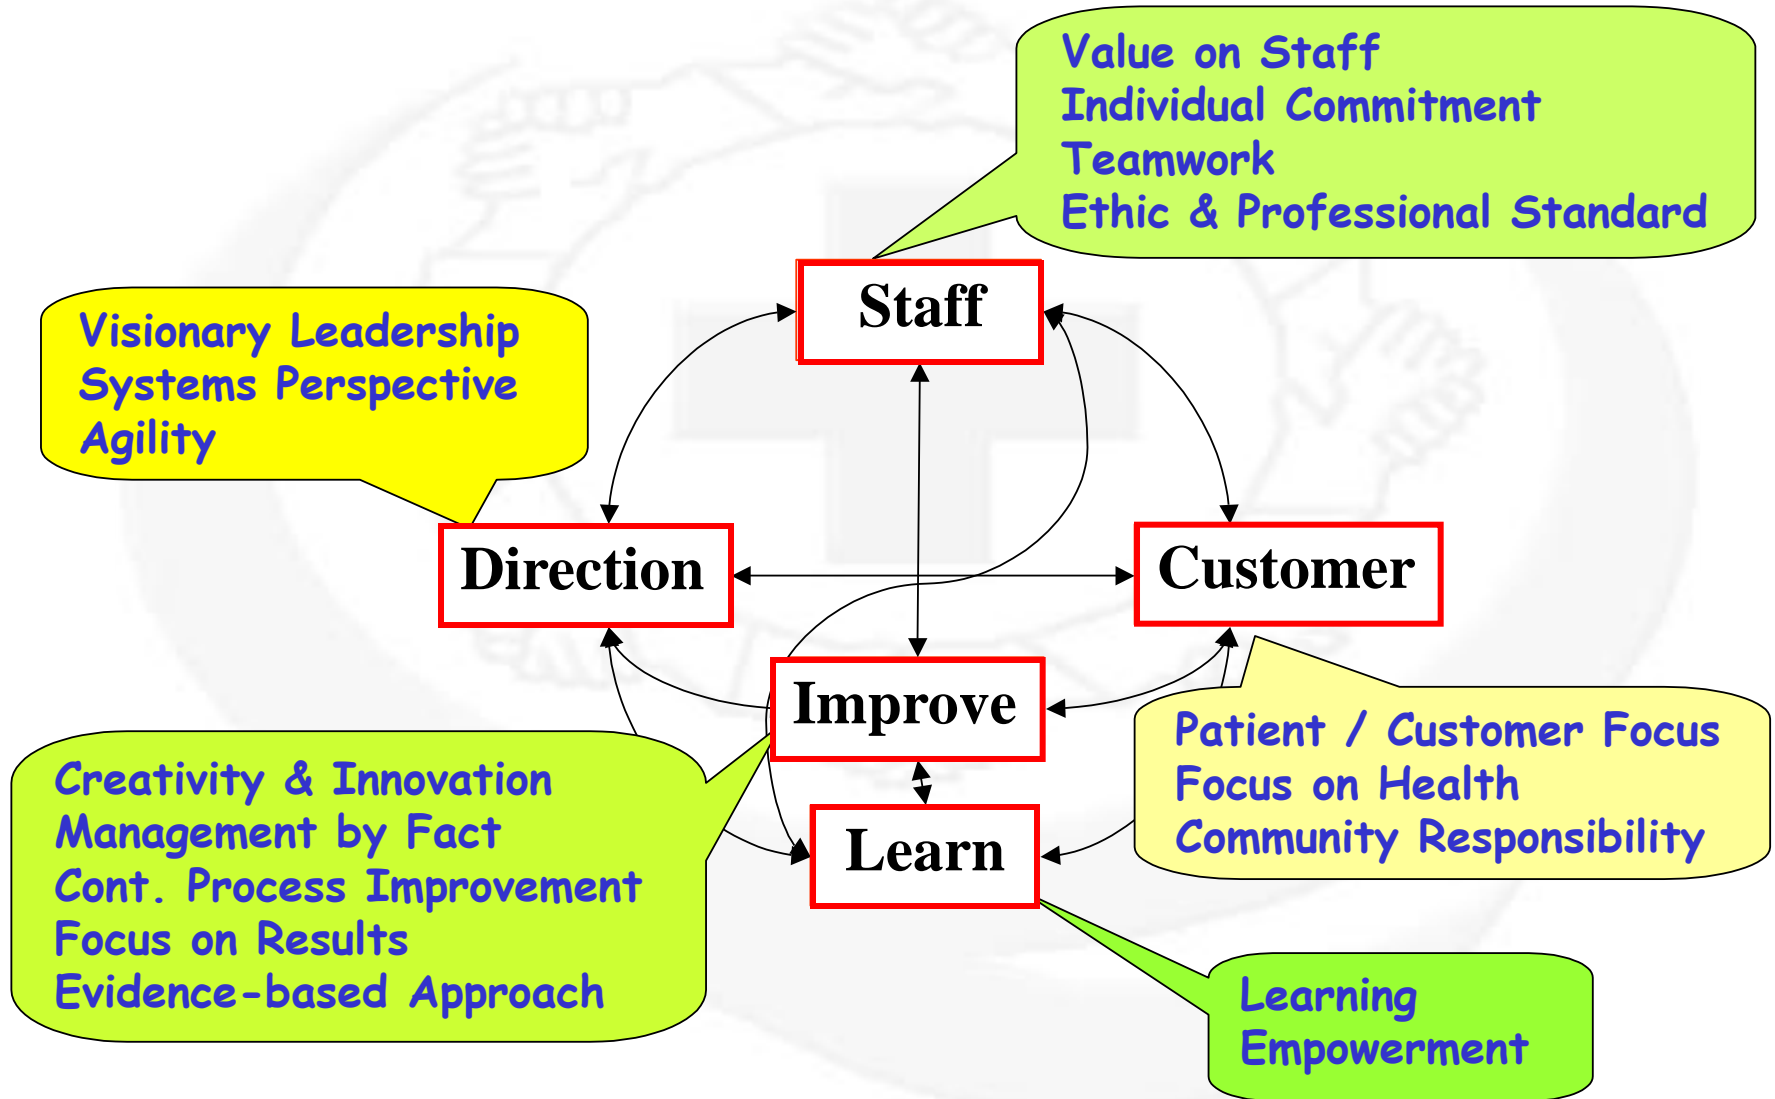 Value on Staff
Individual Commitment
Teamwork
Ethic & Professional Standard
Staff
Visionary Leadership
Systems Perspective
Agility
Direction
Customer
Improve
Patient / Customer Focus
Focus on Health
Community Responsibility
Creativity & Innovation
Management by Fact
Cont. Process Improvement
Focus on Results
Evidence-based Approach
Learn
Learning
Empowerment